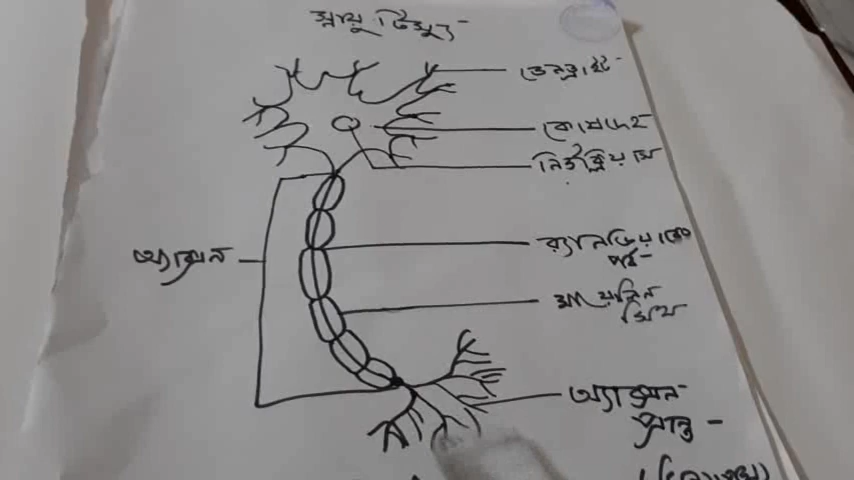 স্নায়ু টিস্যু
ডেনড্রাইট
কোষদেহ
নিউক্লিয়াস
র‍্যানভিয়ারের
পর্ব
অ্যাক্সন
মায়েলিন
সিথ
অ্যাক্সন
প্রান্ত